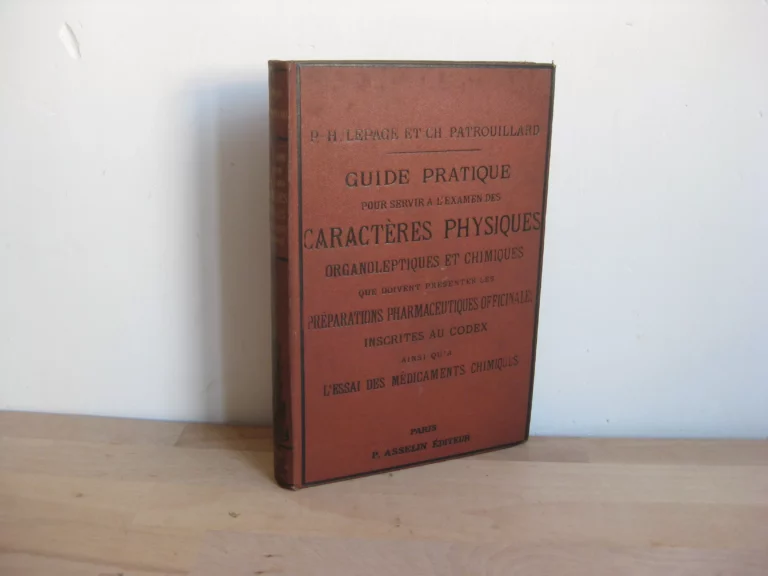 P-H. LEPAGE ET CH PATROUILLARD
GUIDE PRATIQUE
POUR SERVIR A L'EXAMEN DES
CARACTÈRES PHYSIQUES
ORGANOLEPTIQUES ET CHIMIQUES
QUE DOIVENT PRESENTER LES
PRÉPARATIONS PHARMACEUTIQUES OFFICINALES
INSCRITES AU CODEX
AINSI QU'A
L'ESSAI DES MÉDICAMENTS CHIMIQUES
PARIS
P. ASSELIN ÉDITEUR